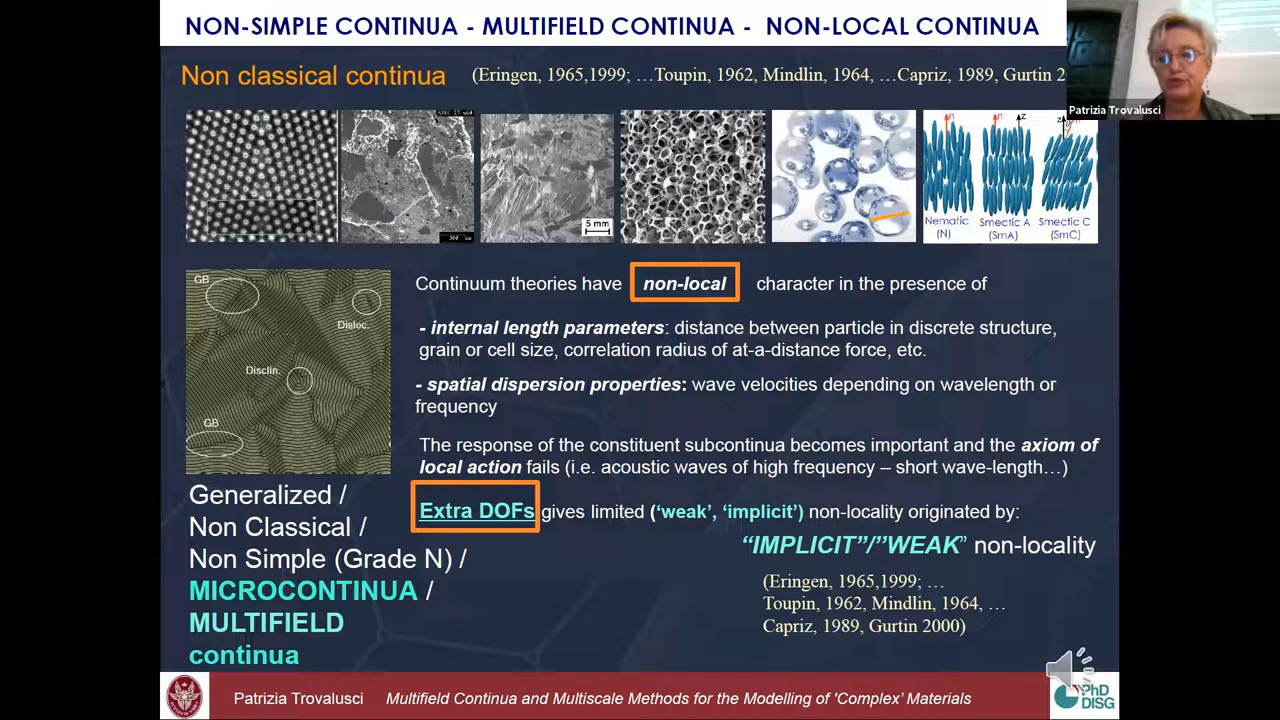 NON-SIMPLE CONTINUA - MULTIFIELD CONTINUA - NON-LOCAL CONTINUA
Non classical continua
(Eringen, 1965,1999; …Toupin, 1962, Mindlin, 1964, …Capriz, 1989, Gurtin 2
Patrizia Trovalusci
5 mm
n
n z
z
Nematic
(N)
Smectic A
(SmA)
Smectic C
(SmC)
GB
Disloc.
Disclin.
GB
Continuum theories have non-local character in the presence of
- internal length parameters: distance between particle in discrete structure,
grain or cell size, correlation radius of at-a-distance force, etc.
- spatial dispersion properties: wave velocities depending on wavelength or
frequency
The response of the constituent subcontinua becomes important and the axiom of
local action fails (i.e. acoustic waves of high frequency – short wave-length…)
Extra DOFs gives limited (‘weak’, ‘implicit’) non-locality originated by:
“IMPLICIT”/”WEAK” non-locality
(Eringen, 1965,1999; …
Toupin, 1962, Mindlin, 1964, …
Capriz, 1989, Gurtin 2000)
Generalized /
Non Classical /
Non Simple (Grade N) /
MICROCONTINUA /
MULTIFIELD
continua
Patrizia Trovalusci
Multifield Continua and Multiscale Methods for the Modelling of 'Complex’ Materials
PhD
DISG